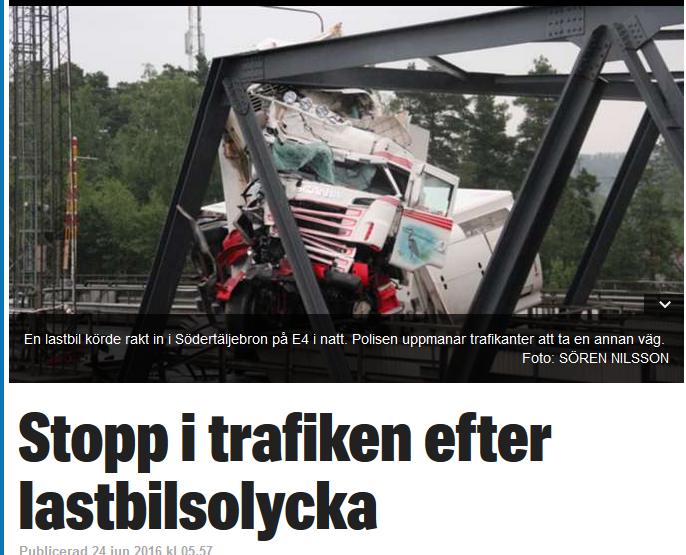 En lastbil körde rakt in i Södertäljebron på E4 i natt. Polisen uppmanar trafikanter att ta en annan väg.
Foto: SÖREN NILSSON
Stopp i trafiken efter
lastbilsolycka
Publicerad 24 jun 2016 kl 05.57